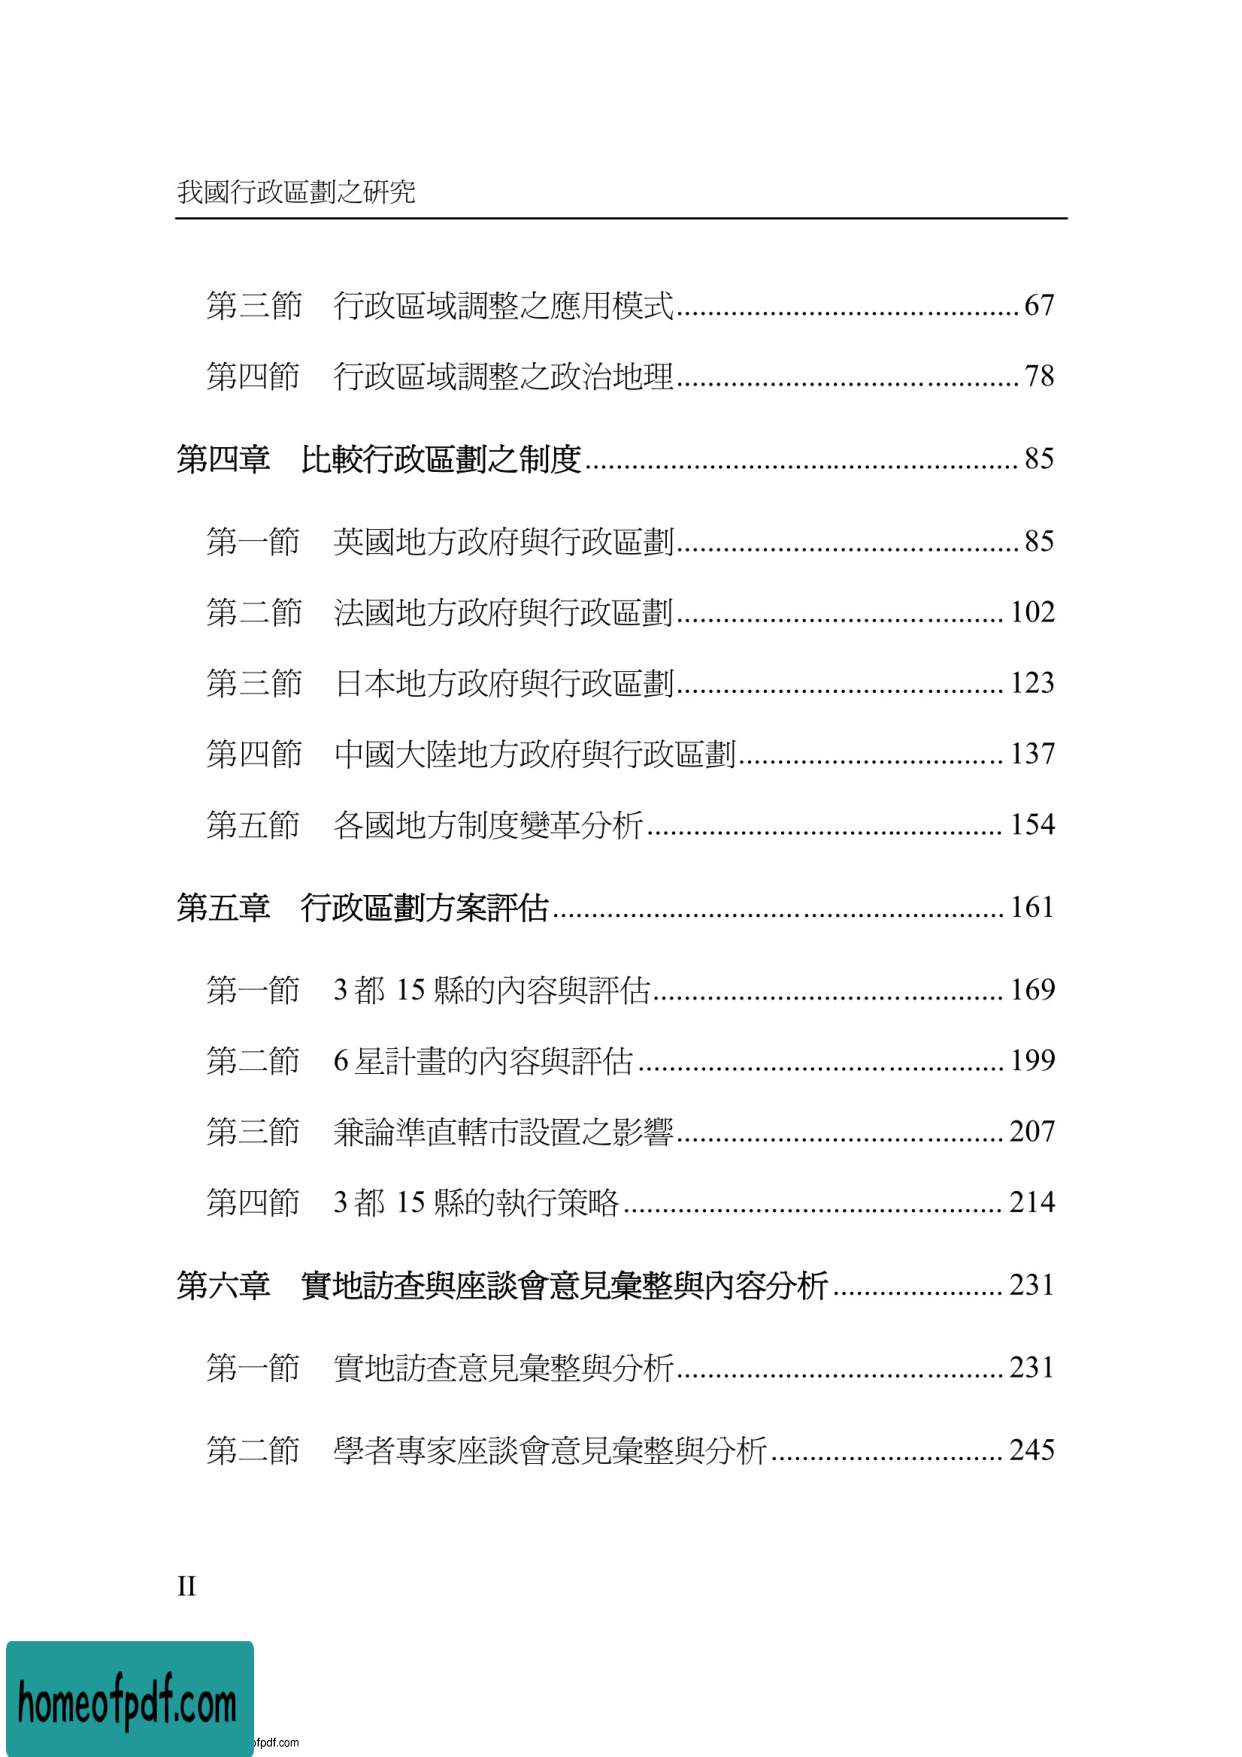 我國行政區劃之研究
第三節　行政區域調整之應用模式............................................ 67
第四節　行政區域調整之政治地理............................................ 78
第四章　比較行政區劃之制度........................................................ 85
第一節　英國地方政府與行政區劃............................................ 85
第二節　法國地方政府與行政區劃.......................................... 102
第三節　日本地方政府與行政區劃.......................................... 123
第四節　中國大陸地方政府與行政區劃.................................. 137
第五節　各國地方制度變革分析.............................................. 154
第五章　行政區劃方案評估.......................................................... 161
第一節　3 都 15 縣的內容與評估............................................. 169
第二節　6 星計畫的內容與評估............................................... 199
第三節　兼論準直轄市設置之影響.......................................... 207
第四節　3 都 15 縣的執行策略................................................. 214
第六章　實地訪查與座談會意見彙整與內容分析...................... 231
第一節　實地訪查意見彙整與分析.......................................... 231
第二節　學者專家座談會意見彙整與分析.............................. 245
II
homeofpdf.com
ofpdf.com